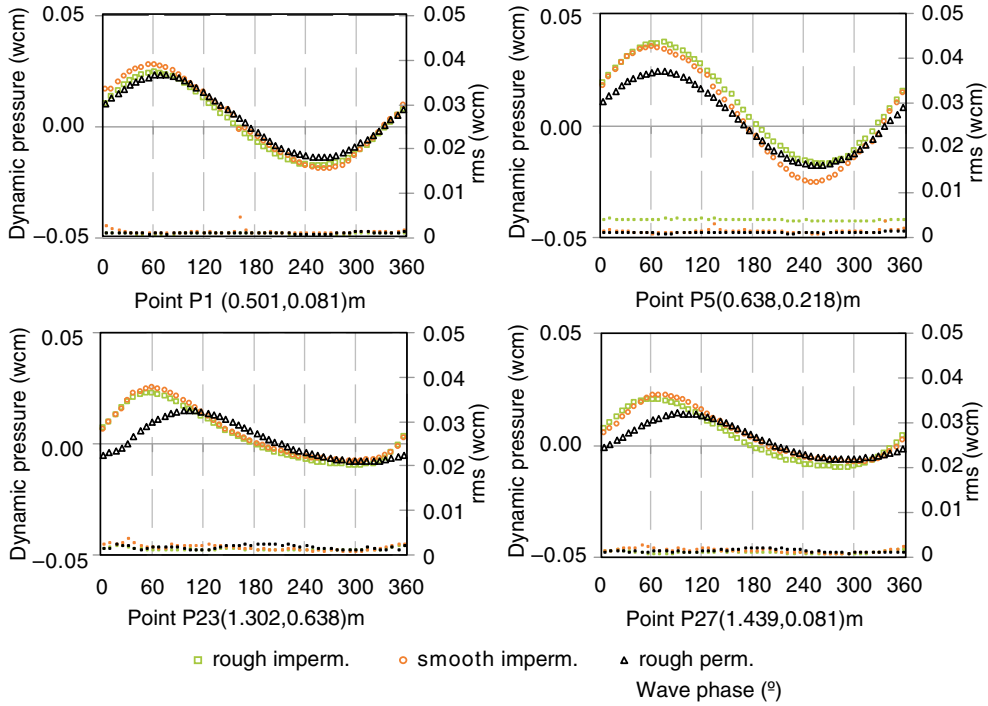 Dynamic pressure (wcm)
0.05
0.00
−0.05
0.05
0.04
0.03
0.02
0.01
0
rms (wcm)
0 60 120 180 240 300 360
Point P1 (0.501,0.081)m
Dynamic pressure (wcm)
0.05
0.00
−0.05
0.05
0.04
0.03
0.02
0.01
0
rms (wcm)
0 60 120 180 240 300 360
Point P5(0.638,0.218)m
Dynamic pressure (wcm)
0.05
0.00
−0.05
0.05
0.04
0.03
0.02
0.01
0
rms (wcm)
0 60 120 180 240 300 360
Point P23(1.302,0.638)m
Dynamic pressure (wcm)
0.05
0.00
−0.05
0.05
0.04
0.03
0.02
0.01
0
rms (wcm)
0 60 120 180 240 300 360
Point P27(1.439,0.081)m
rough imperm. smooth imperm. rough perm.
Wave phase (º)